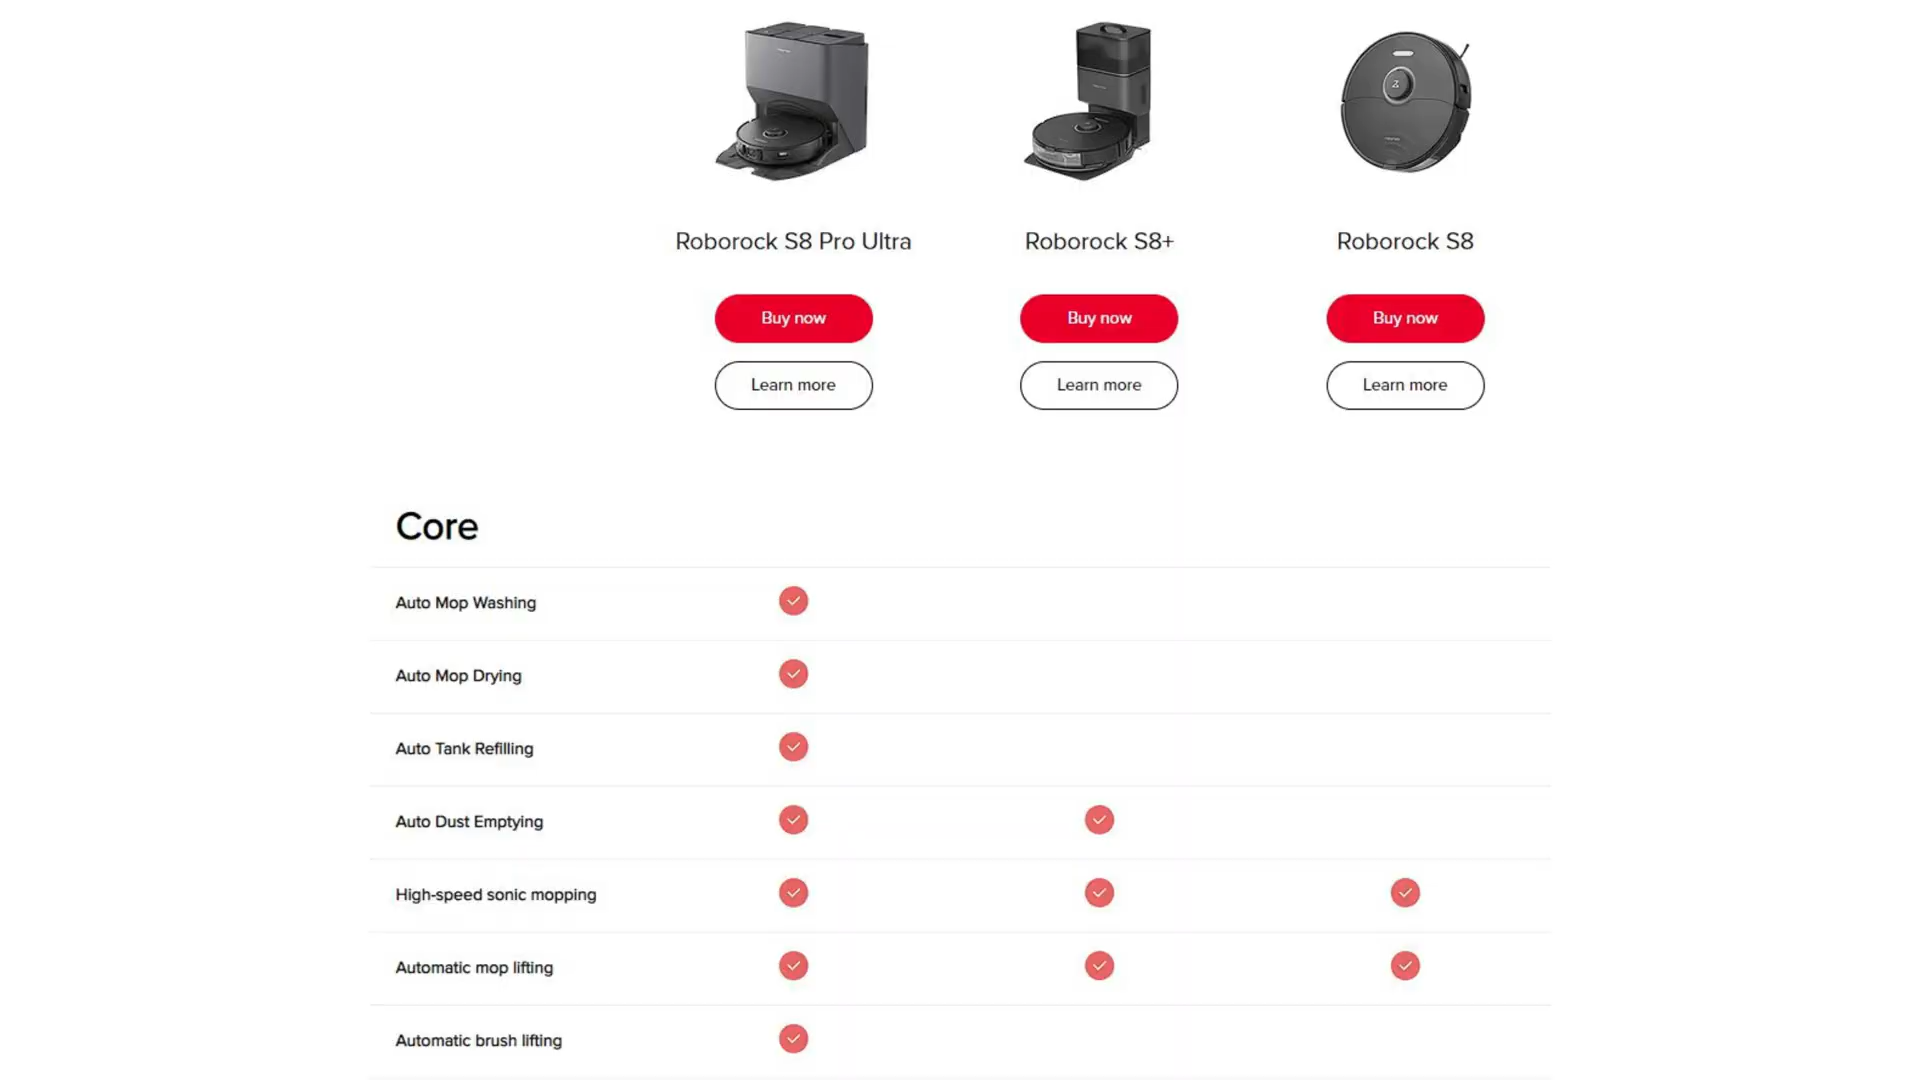 Roborock S8 Pro Ultra
Roborock S8+
Roborock S8
Buy now
Buy now
Buy now
Learn more
Learn more
Learn more
Core
Auto Mop Washing
Auto Mop Drying
Auto Tank Refilling
Auto Dust Emptying
High-speed sonic mopping
Automatic mop lifting
Automatic brush lifting